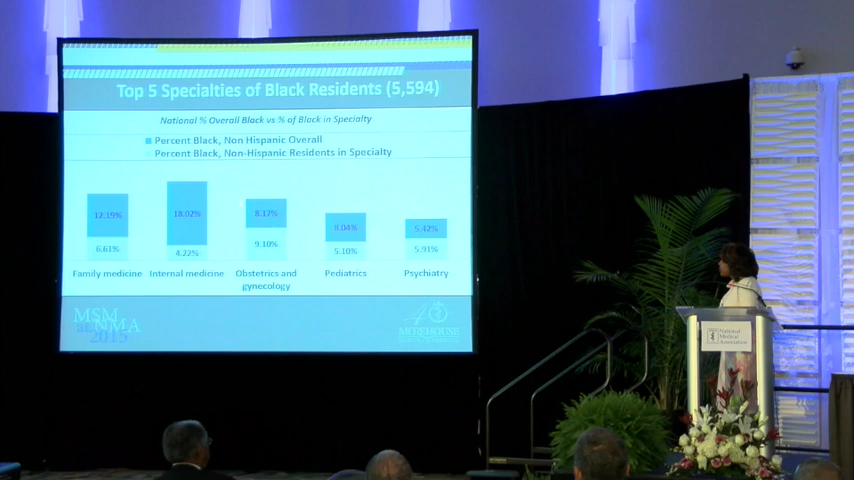 Top 5 Specialties of Black Residents (5,594)
National % Overall Black vs % of Black in Specialty
Percent Black, Non Hispanic Overall
Percent Black, Non-Hispanic Residents in Specialty
12.19% 18.02% 8.17% 8.04% 5.42%
6.61% 4.22% 9.10% 5.10% 5.91%
Family medicine Internal medicine Obstetrics and gynecology Pediatrics Psychiatry
MSM
at NMA
2015
40
MOREHOUSE
National
Medical
Association